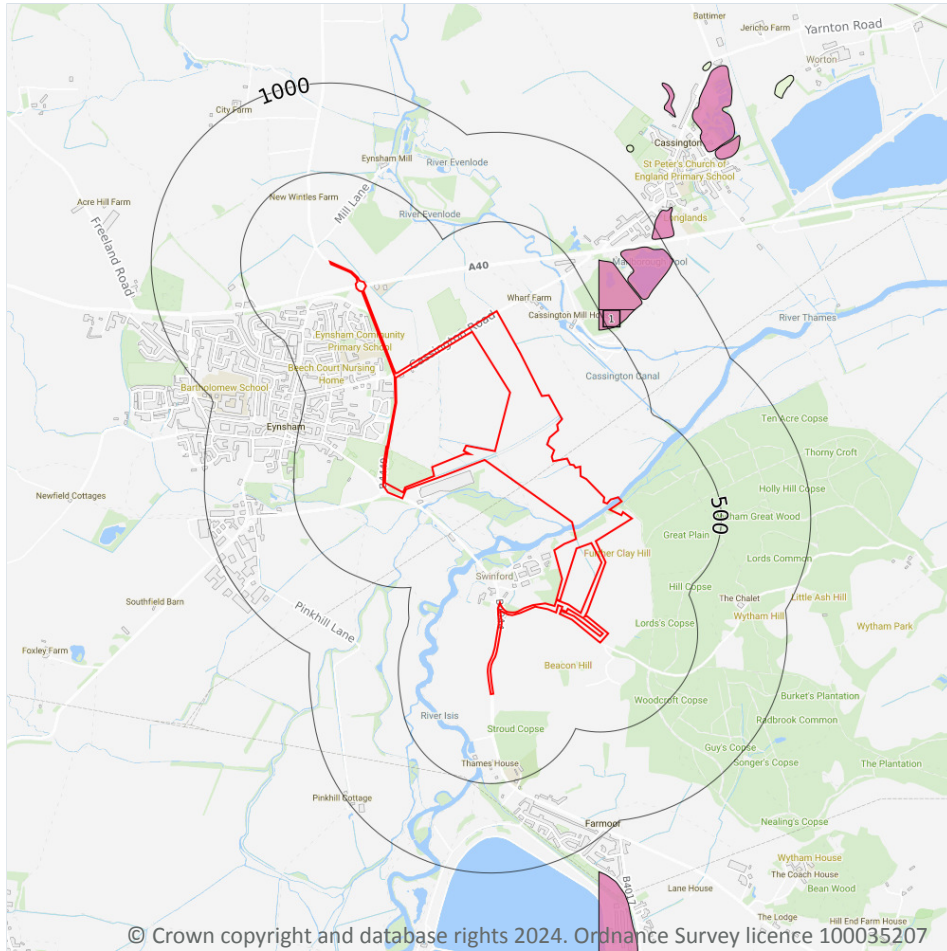 Battimer
Jericho Farm
Yarnton Road
Worton
1000
City Farm
Cassington
Eynsham Mill
River Evenlode
St Peter's Church of
England Primary School
Acre Hill Farm
New Wintles Farm
Mill Lane
River Evenlode
Freeland Road
A40
Wharf Farm
Cassington Mill
1
River Thames
Eynsham Community
Primary School
Cassington Road
Beech Court Nursing
Home
Bartholomew School
Cassington Canal
Eynsham
Ten Acre Copse
Thorny Croft
Newfield Cottages
Holly Hill Copse
500
Great Wood
Great Plain
Further Clay Hill
Lords Common
Swinford
Hill Copse
The Chalet
Little Ash Hill
Southfield Barn
Pinkhill Lane
Lord's Copse
Wytham Hill
Wytham Park
Foxley Farm
Beacon Hill
Woodcroft Copse
Burket's Plantation
River Isis
Radbrook Common
Stroud Copse
Guy's Copse
Songer's Copse
The Plantation
Thames House
Pinkhill Cottage
Farmoor
Nealing's Copse
Wytham House
The Coach House
B4017
Lane House
Bean Wood
The Lodge
Hill End Farm House
© Crown copyright and database rights 2024. Ordnance Survey licence 100035207